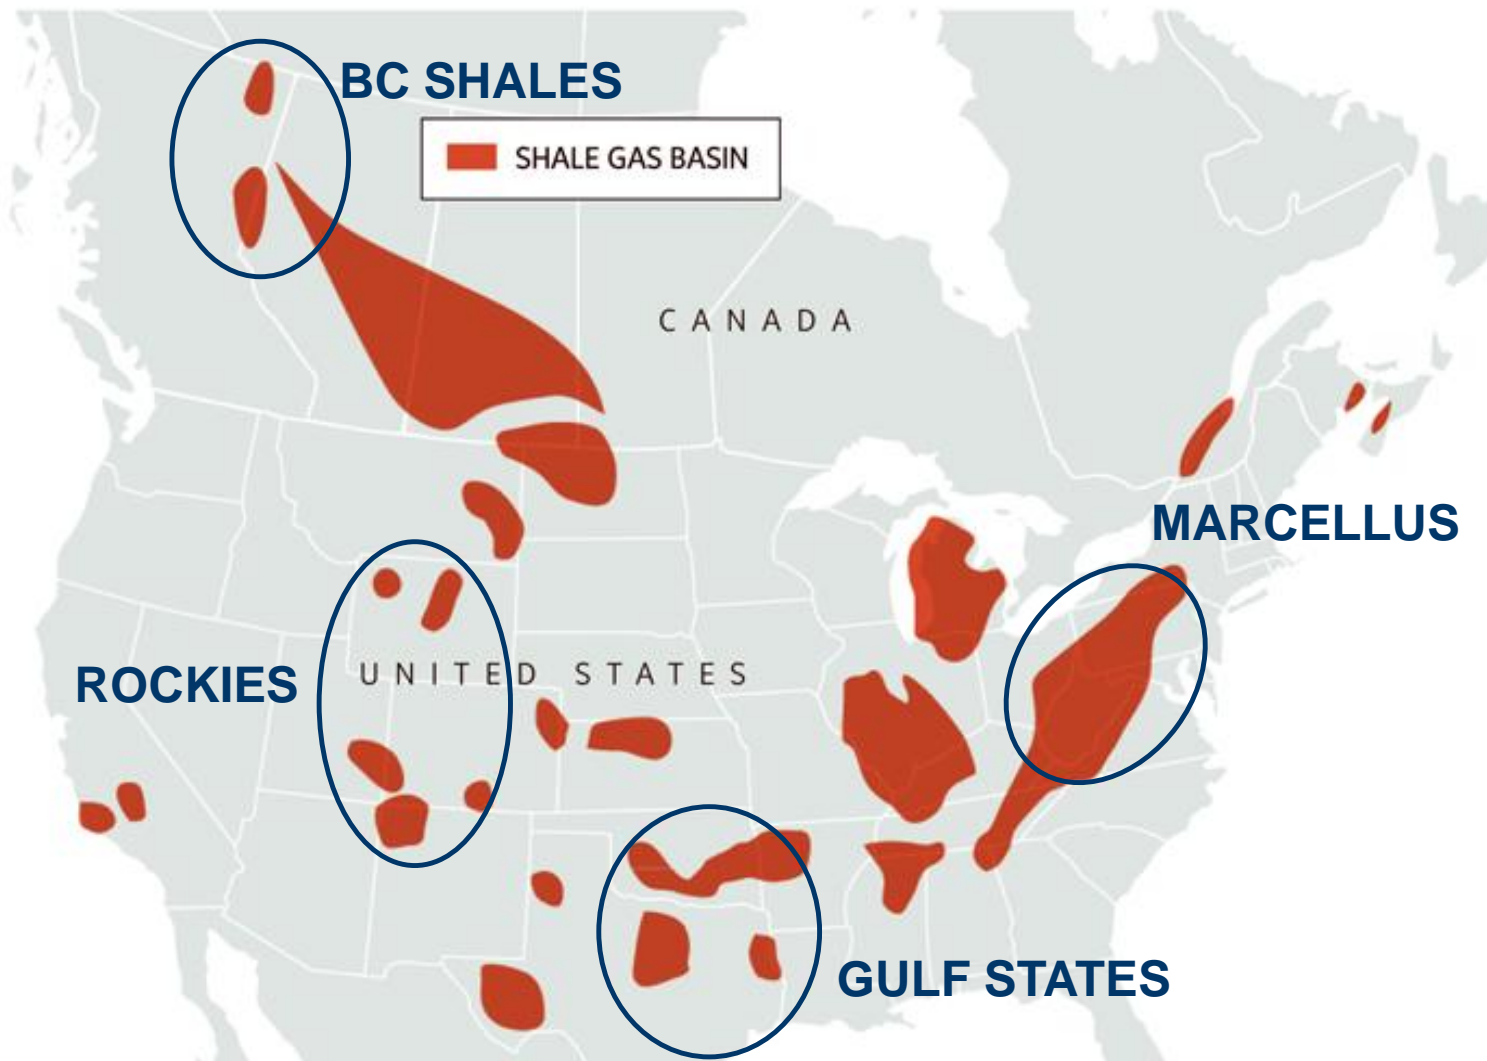 BC SHALES
SHALE GAS BASIN
CANADA
MARCELLUS
ROCKIES
UNITED STATES
GULF STATES